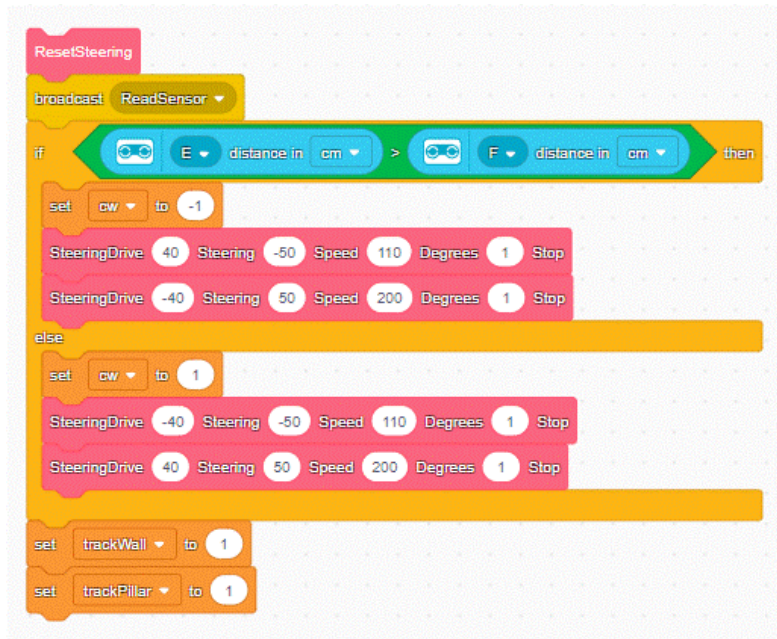 ResetSteering
broadcast ReadSensor
if E distance in cm > F distance in cm then
set cw to -1
SteeringDrive 40 Steering -50 Speed 110 Degrees 1 Stop
SteeringDrive -40 Steering 50 Speed 200 Degrees 1 Stop
else
set cw to 1
SteeringDrive -40 Steering -50 Speed 110 Degrees 1 Stop
SteeringDrive 40 Steering 50 Speed 200 Degrees 1 Stop
set trackWall to 1
set trackPillar to 1